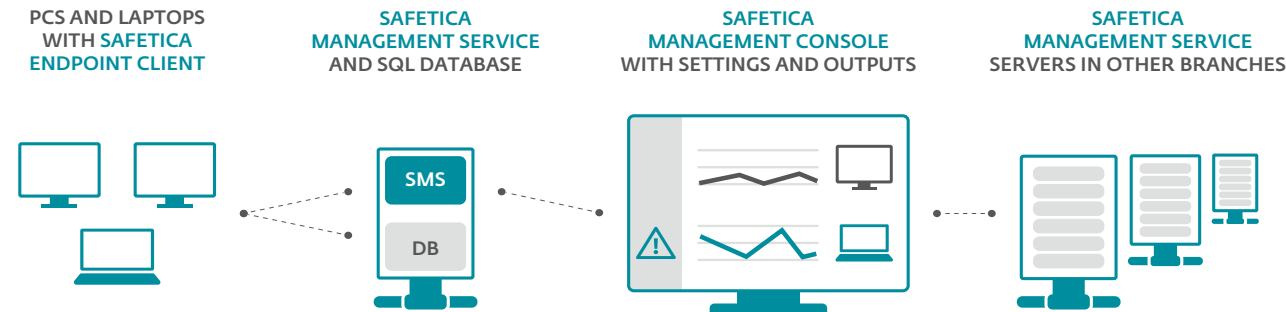 PCS AND LAPTOPS
WITH SAFETICA
ENDPOINT CLIENT
SAFETICA
MANAGEMENT SERVICE
AND SQL DATABASE
SAFETICA
MANAGEMENT CONSOLE
WITH SETTINGS AND OUTPUTS
SAFETICA
MANAGEMENT SERVICE
SERVERS IN OTHER BRANCHES
SMS
DB